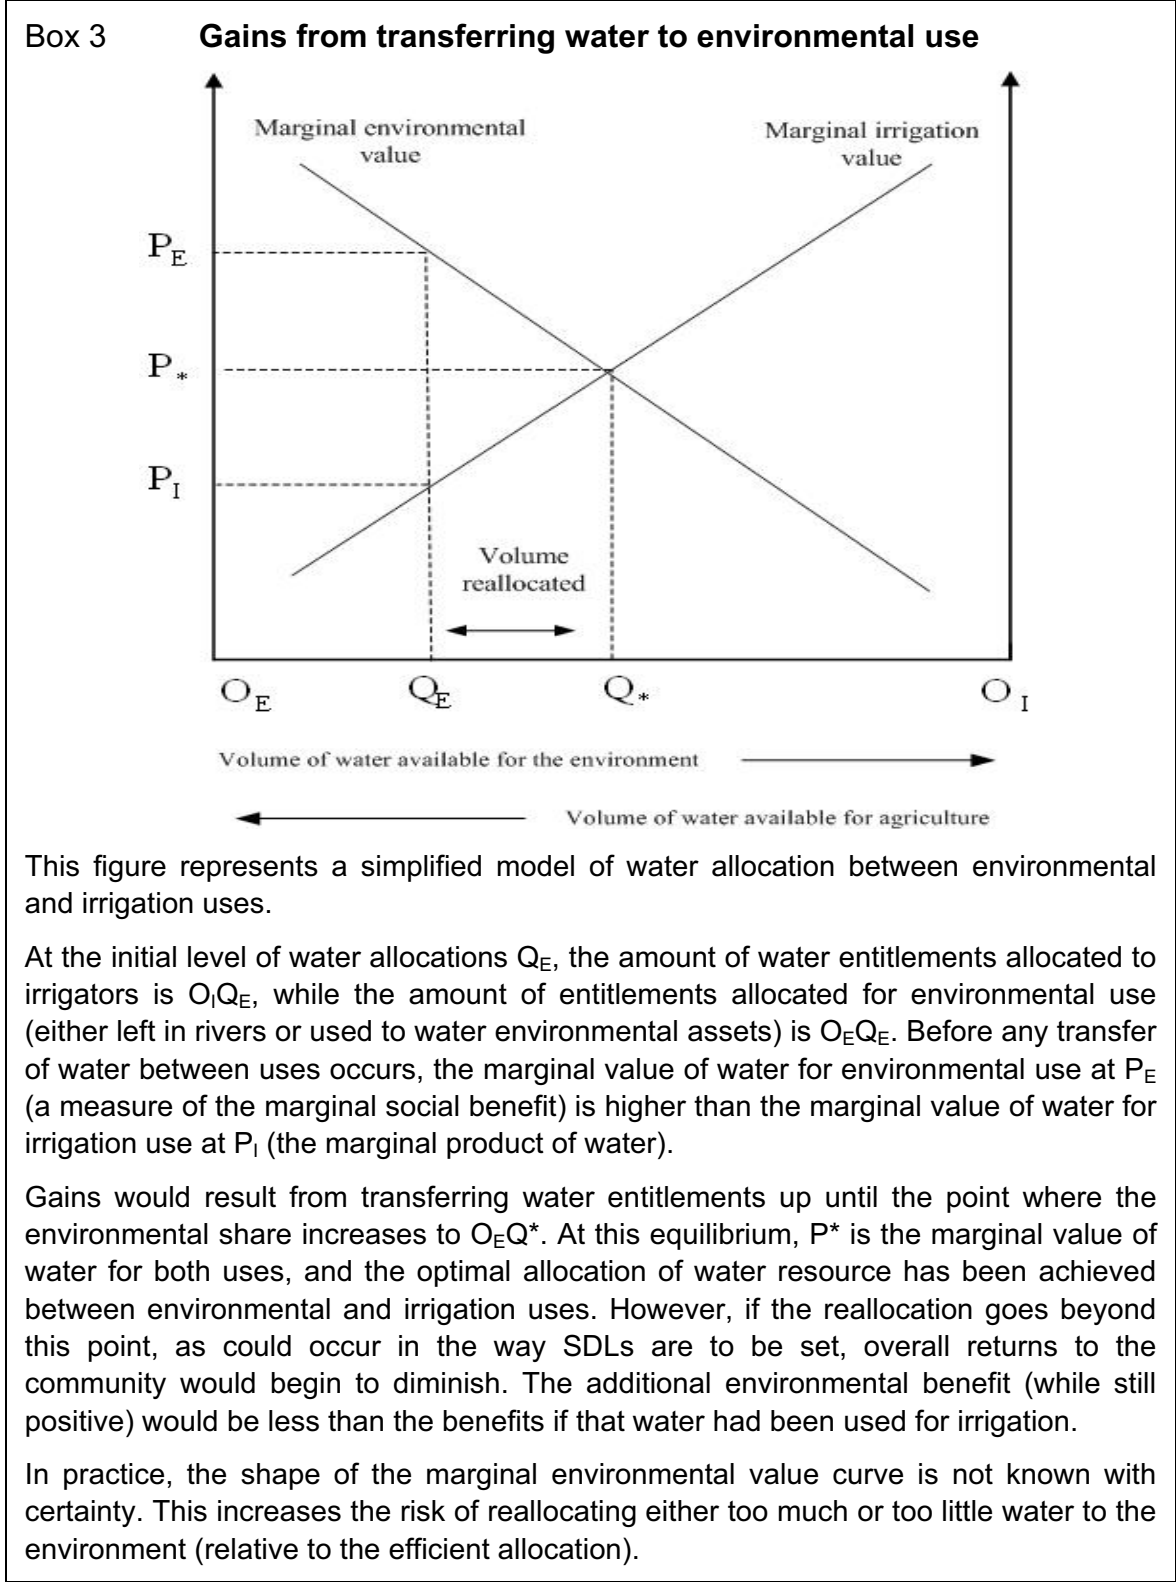 Box 3 Gains from transferring water to environmental use
Marginal environmental
value
Marginal irrigation
value
P_E
P_*
P_I
Volume
reallocated
O_E Q_E Q_* O_I
Volume of water available for the environment
Volume of water available for agriculture
This figure represents a simplified model of water allocation between environmental
and irrigation uses.
At the initial level of water allocations Q_E, the amount of water entitlements allocated to
irrigators is O_IQ_E, while the amount of entitlements allocated for environmental use
(either left in rivers or used to water environmental assets) is O_EQ_E. Before any transfer
of water between uses occurs, the marginal value of water for environmental use at P_E
(a measure of the marginal social benefit) is higher than the marginal value of water for
irrigation use at P_I (the marginal product of water).
Gains would result from transferring water entitlements up until the point where the
environmental share increases to O_EQ*. At this equilibrium, P* is the marginal value of
water for both uses, and the optimal allocation of water resource has been achieved
between environmental and irrigation uses. However, if the reallocation goes beyond
this point, as could occur in the way SDLs are to be set, overall returns to the
community would begin to diminish. The additional environmental benefit (while still
positive) would be less than the benefits if that water had been used for irrigation.
In practice, the shape of the marginal environmental value curve is not known with
certainty. This increases the risk of reallocating either too much or too little water to the
environment (relative to the efficient allocation).